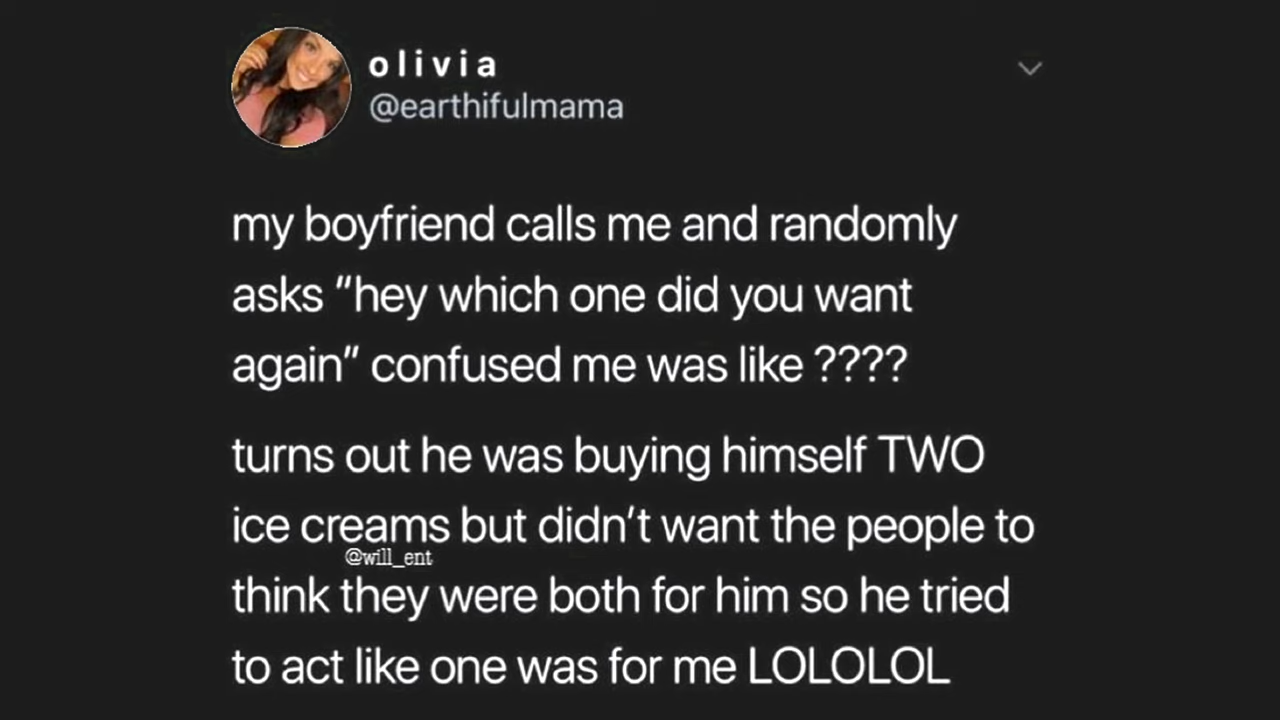 olivia
@earthifulmama
my boyfriend calls me and randomly
asks "hey which one did you want
again" confused me was like ????
turns out he was buying himself TWO
ice creams but didn't want the people to
@will_ent
think they were both for him so he tried
to act like one was for me LOLOLOL